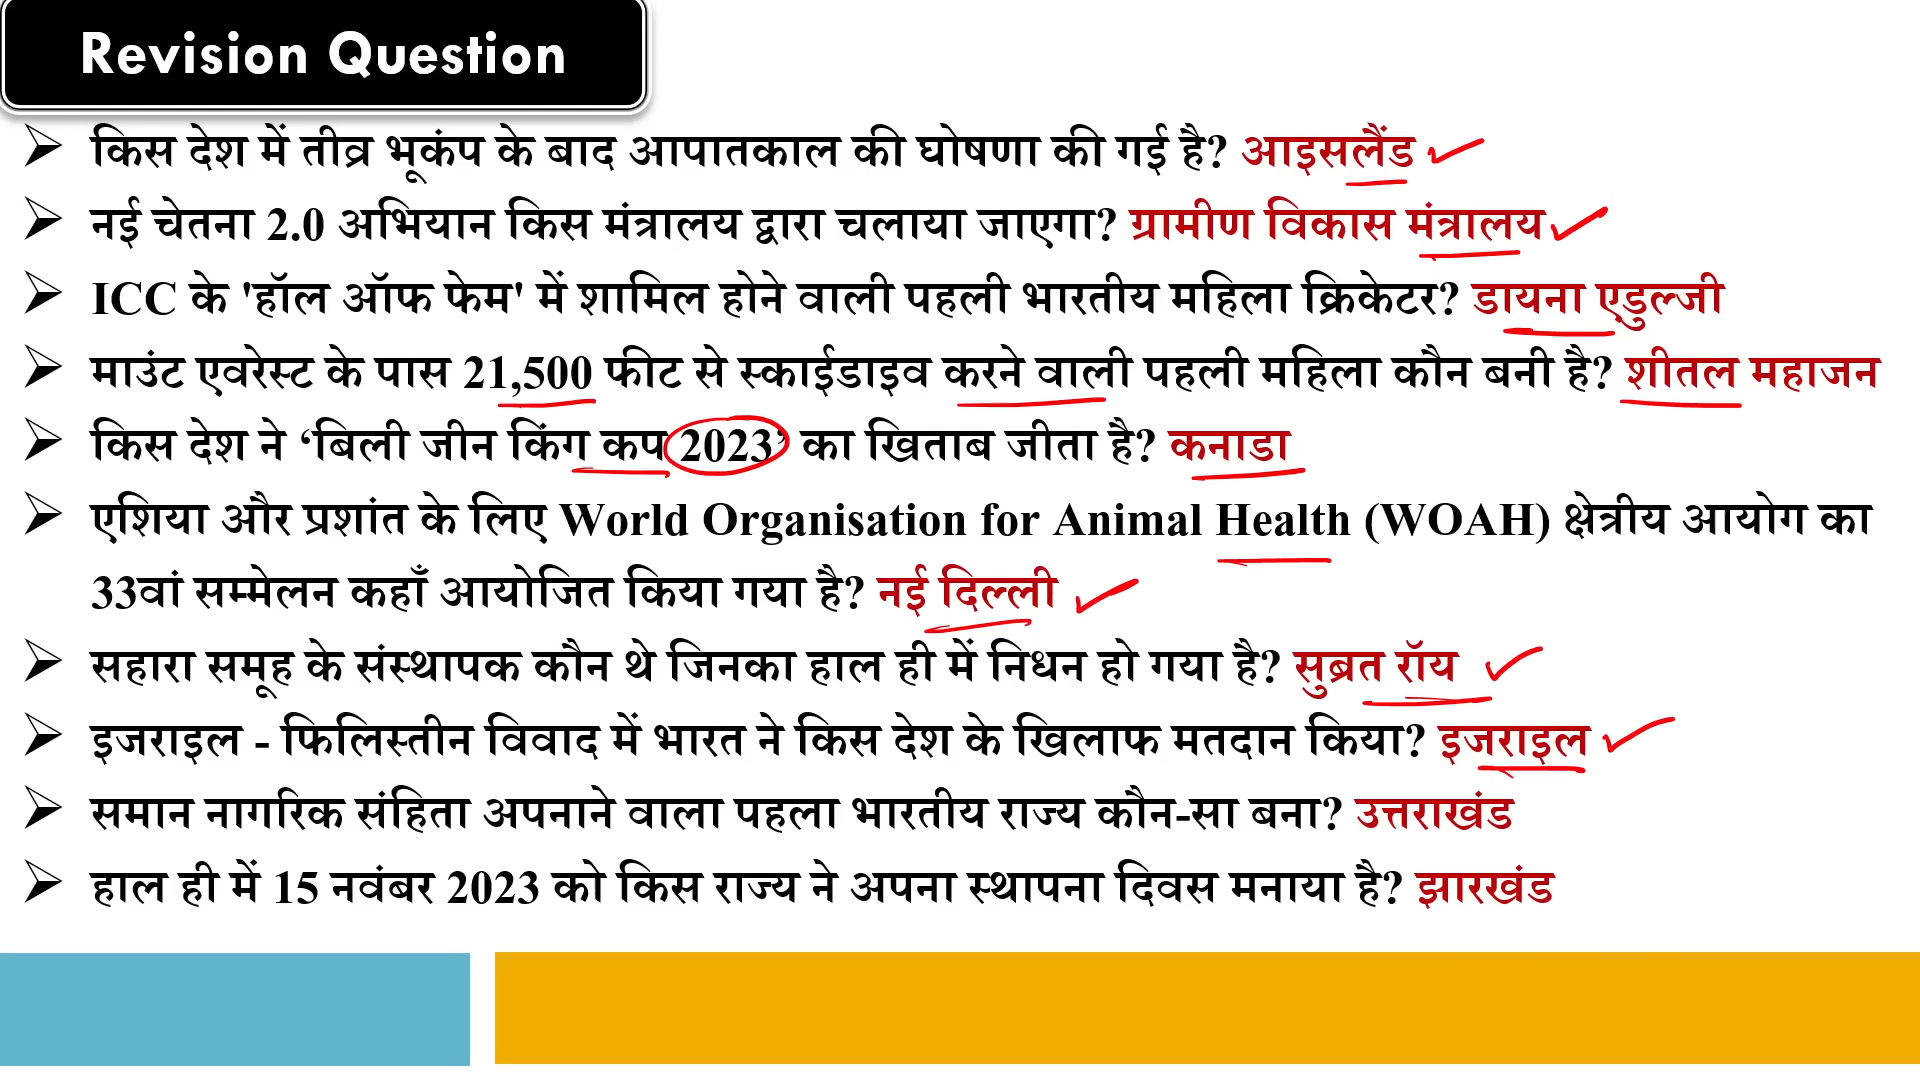 Revision Question
किस देश में तीव्र भूकंप के बाद आपातकाल की घोषणा की गई है? आइसलैंड
नई चेतना 2.0 अभियान किस मंत्रालय द्वारा चलाया जाएगा? ग्रामीण विकास मंत्रालय
ICC के 'हॉल ऑफ फेम' में शामिल होने वाली पहली भारतीय महिला क्रिकेटर? डायना एडुल्जी
माउंट एवरेस्ट के पास 21,500 फीट से स्काईडाइव करने वाली पहली महिला कौन बनी है? शीतल महाजन
किस देश ने ‘बिली जीन किंग कप 2023’ का खिताब जीता है? कनाडा
एशिया और प्रशांत के लिए World Organisation for Animal Health (WOAH) क्षेत्रीय आयोग का
33वां सम्मेलन कहाँ आयोजित किया गया है? नई दिल्ली
सहारा समूह के संस्थापक कौन थे जिनका हाल ही में निधन हो गया है? सुब्रत रॉय
इजराइल - फिलिस्तीन विवाद में भारत ने किस देश के खिलाफ मतदान किया? इजराइल
समान नागरिक संहिता अपनाने वाला पहला भारतीय राज्य कौन-सा बना? उत्तराखंड
हाल ही में 15 नवंबर 2023 को किस राज्य ने अपना स्थापना दिवस मनाया है? झारखंड